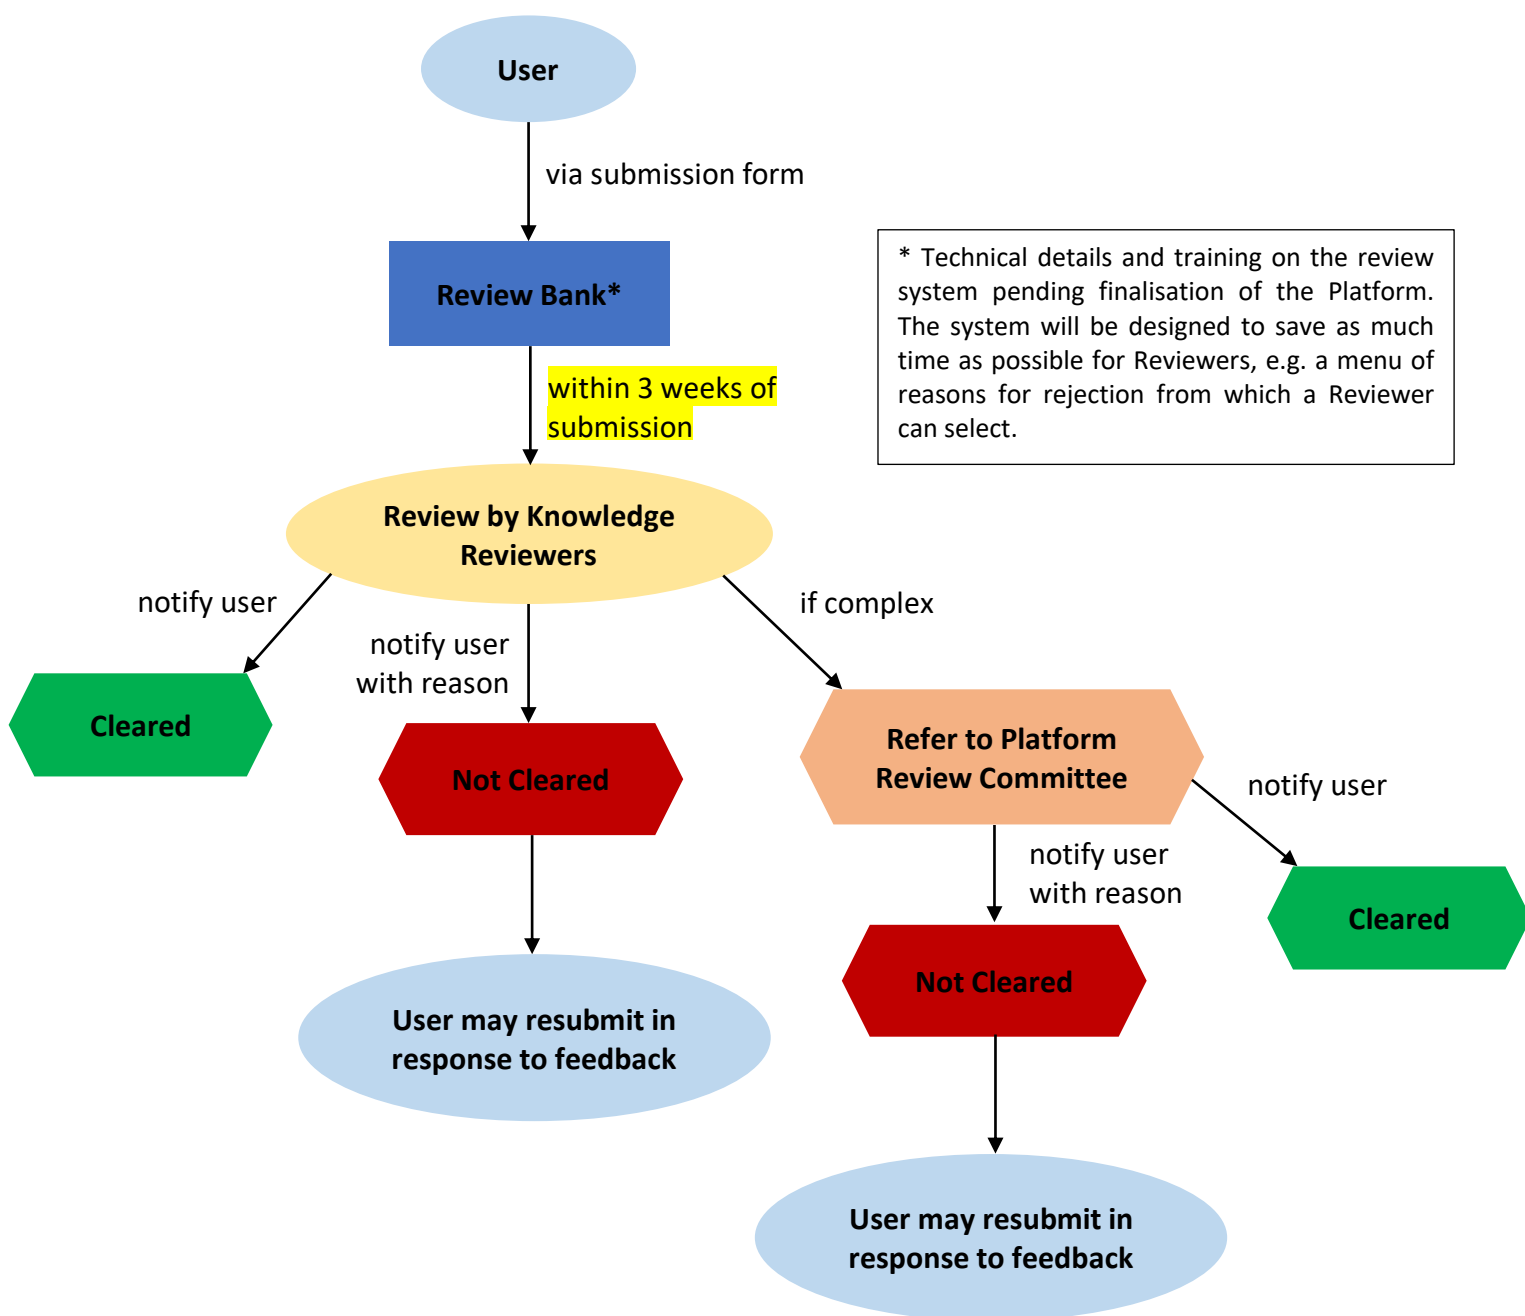 User
via submission form
Review Bank*
* Technical details and training on the review
system pending finalisation of the Platform.
The system will be designed to save as much
time as possible for Reviewers, e.g. a menu of
reasons for rejection from which a Reviewer
can select.
within 3 weeks of
submission
Review by Knowledge
Reviewers
notify user
notify user
with reason
if complex
Cleared
Not Cleared
Refer to Platform
Review Committee
notify user
notify user
with reason
Cleared
Not Cleared
User may resubmit in
response to feedback
User may resubmit in
response to feedback